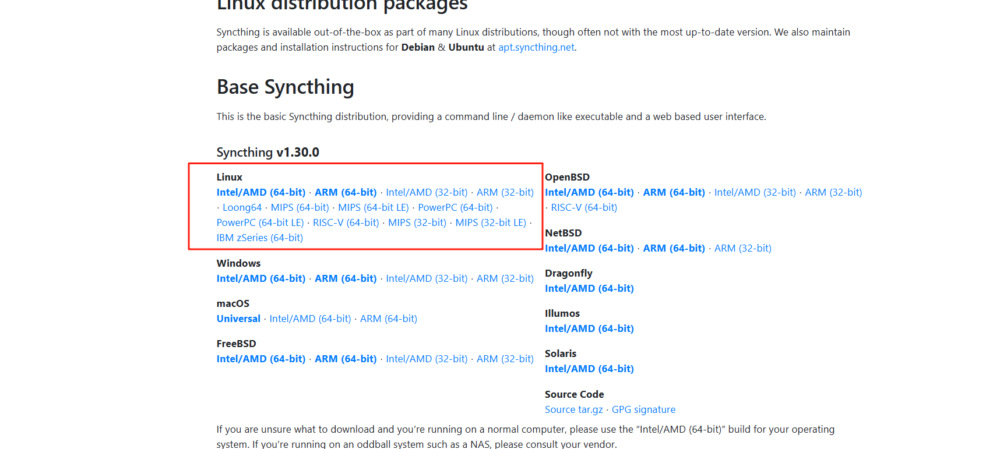 Linux distribution packages
Syncthing is available out-of-the-box as part of many Linux distributions, though often not with the most up-to-date version. We also maintain
packages and installation instructions for Debian & Ubuntu at apt.syncthing.net.
Base Syncthing
This is the basic Syncthing distribution, providing a command line / daemon like executable and a web based user interface.
Syncthing v1.30.0
Linux
Intel/AMD (64-bit) · ARM (64-bit) · Intel/AMD (32-bit) · ARM (32-bit)
· Loong64 · MIPS (64-bit) · MIPS (64-bit LE) · PowerPC (64-bit) ·
PowerPC (64-bit LE) · RISC-V (64-bit) · MIPS (32-bit) · MIPS (32-bit LE) ·
IBM zSeries (64-bit)
Windows
Intel/AMD (64-bit) · ARM (64-bit) · Intel/AMD (32-bit) · ARM (32-bit)
macOS
Universal · Intel/AMD (64-bit) · ARM (64-bit)
FreeBSD
Intel/AMD (64-bit) · ARM (64-bit) · Intel/AMD (32-bit) · ARM (32-bit)
OpenBSD
Intel/AMD (64-bit) · ARM (64-bit) · Intel/AMD (32-bit) · ARM (32-bit)
· RISC-V (64-bit)
NetBSD
Intel/AMD (64-bit) · ARM (64-bit) · ARM (32-bit)
Dragonfly
Intel/AMD (64-bit)
Illumos
Intel/AMD (64-bit)
Solaris
Intel/AMD (64-bit)
Source Code
Source tar.gz · GPG signature
If you are unsure what to download and you’re running on a normal computer, please use the “Intel/AMD (64-bit)” build for your operating
system. If you’re running on an oddball system such as a NAS, please consult your vendor.